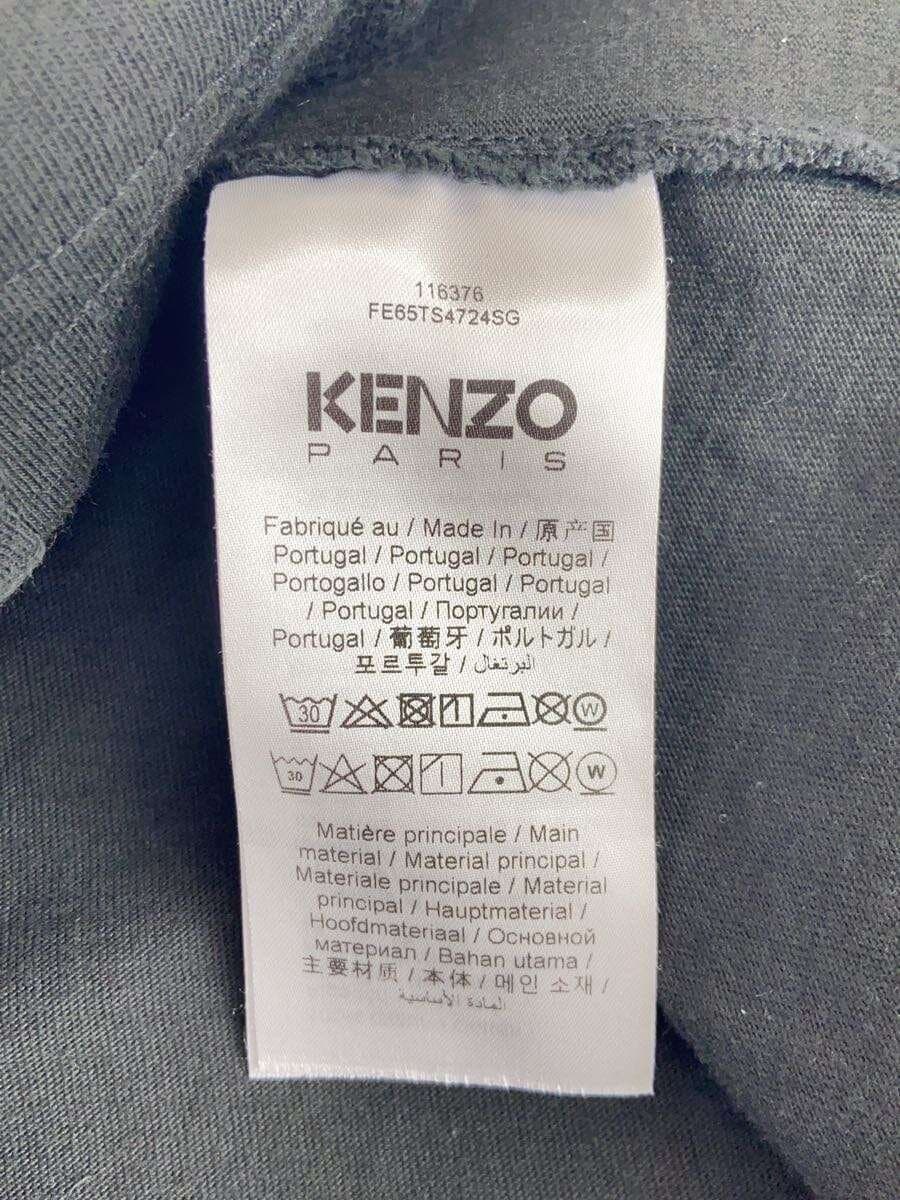 116376
FE65TS4724SG
KENZO
PARIS
Fabriqué au / Made In / 原产国
Portugal / Portugal / Portugal /
Portogallo / Portugal / Portugal
/ Portugal / Португалии /
Portugal / 葡萄牙 / ポルトガル /
포르투갈 / البرتغال
30 W
30 W
Matière principale / Main
material / Material principal /
Materiale principale / Material
principal / Hauptmaterial /
Hoofdmateriaal / Основной
материал / Bahan utama /
主要材质 / 本体 / 메인 소재 /
المادة الأساسية